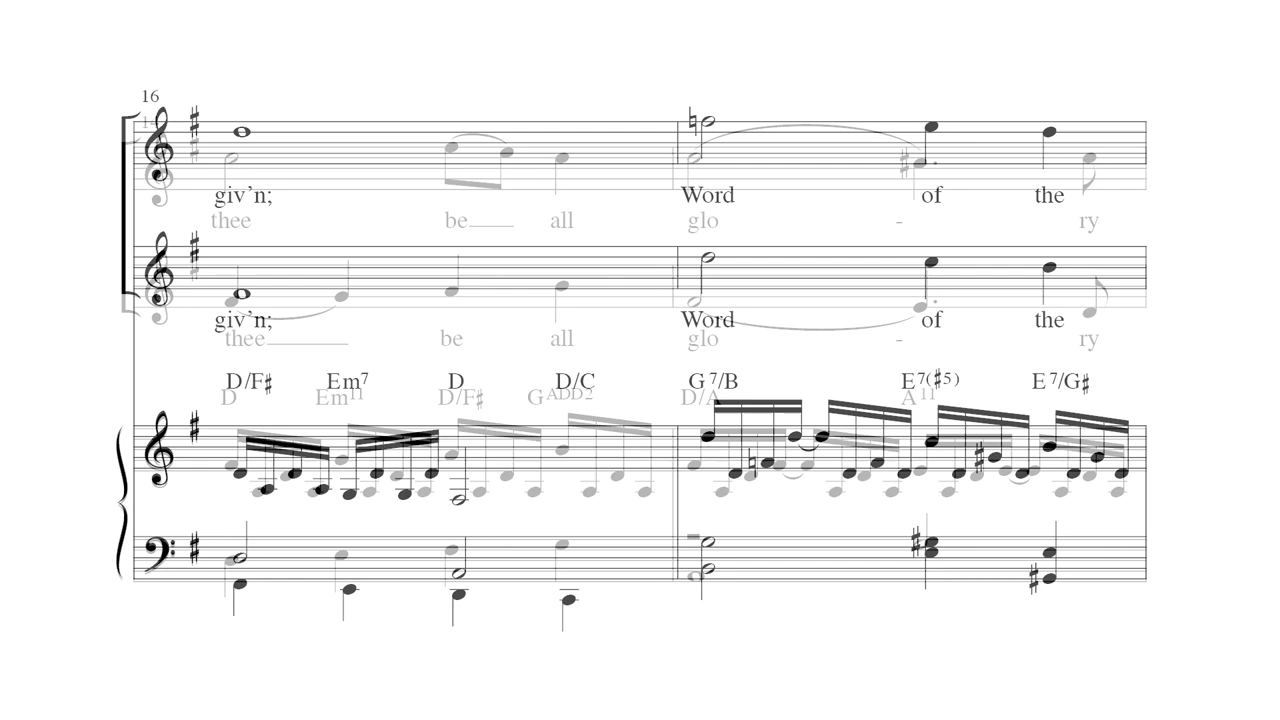 16
14
giv’n; Word of the
thee be all glo - ry
giv’n; Word of the
thee be all glo - ry
D/F♯ Em7 D D/C G7/B E7(♯5) E7/G♯
D Em11 D/F♯ GADD2 D/A A11